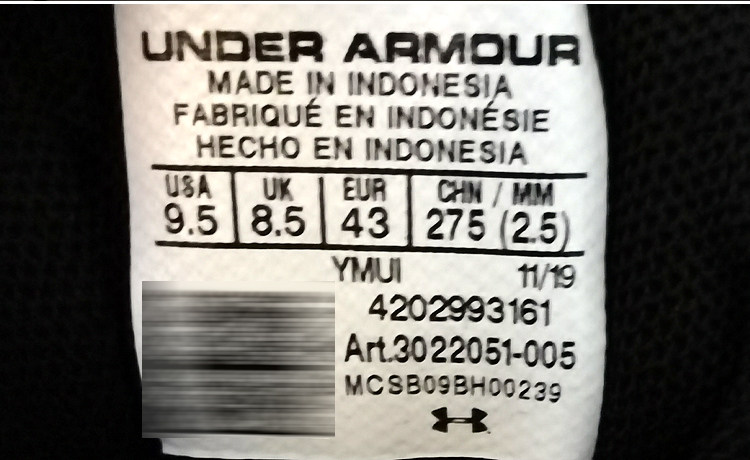 UNDER ARMOUR
MADE IN INDONESIA
FABRIQUÉ EN INDONÉSIE
HECHO EN INDONESIA
USA UK EUR CHN / MM
9.5 8.5 43 275 (2.5)
YMUI 11/19
4202993161
Art.3022051-005
MCSB09BH00239